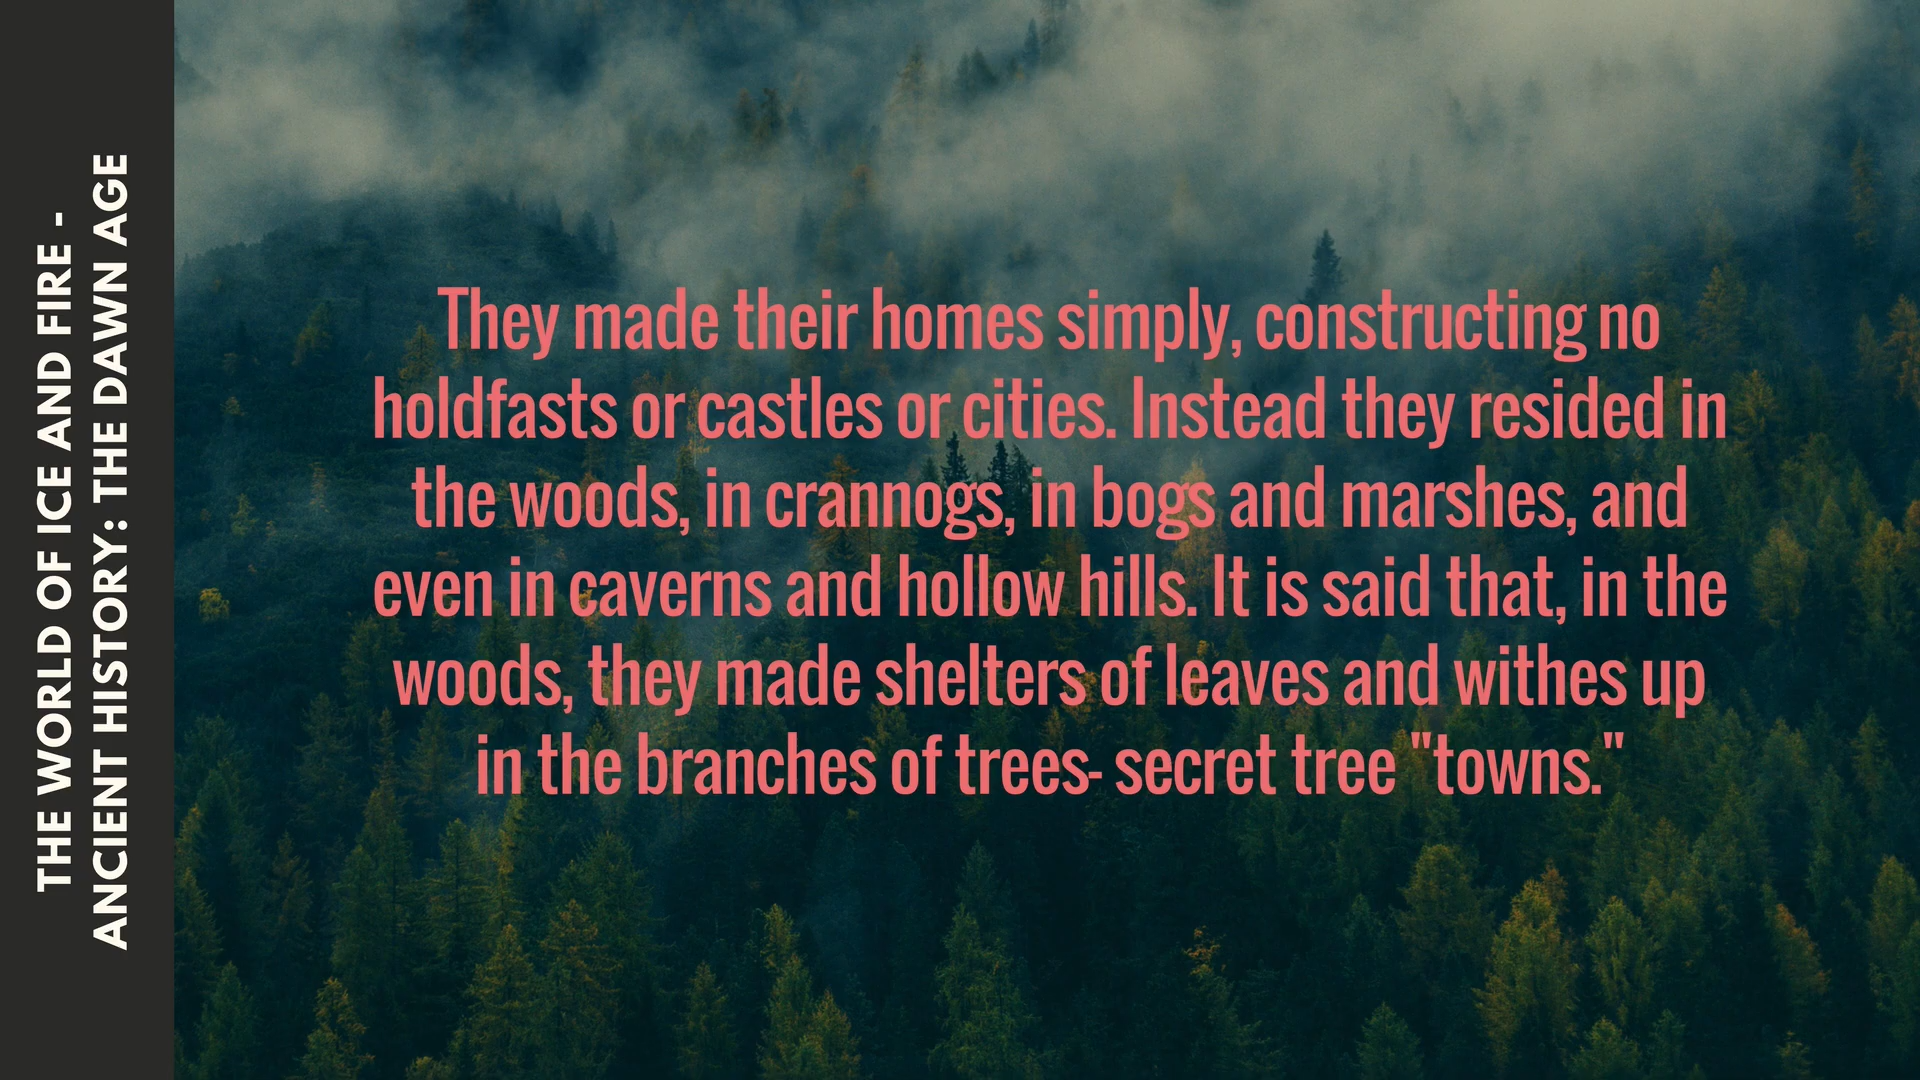 THE WORLD OF ICE AND FIRE -
ANCIENT HISTORY: THE DAWN AGE
They made their homes simply, constructing no
holdfasts or castles or cities. Instead they resided in
the woods, in crannogs, in bogs and marshes, and
even in caverns and hollow hills. It is said that, in the
woods, they made shelters of leaves and withes up
in the branches of trees- secret tree "towns."